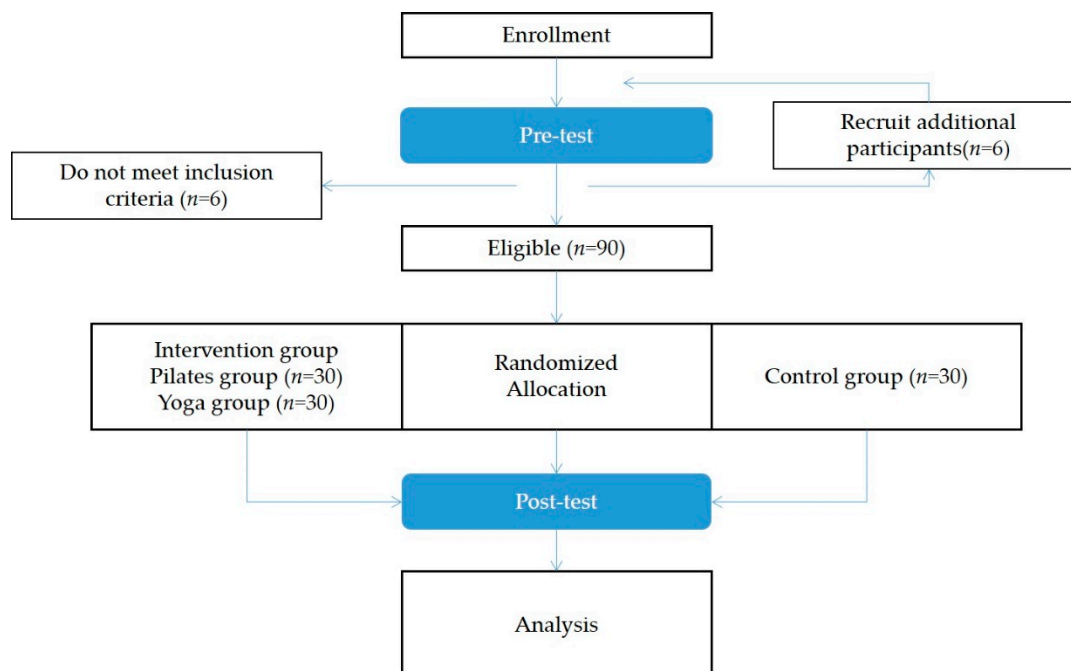 Enrollment
Pre-test
Recruit additional
participants(n=6)
Do not meet inclusion
criteria (n=6)
Eligible (n=90)
Intervention group
Pilates group (n=30)
Yoga group (n=30)
Randomized
Allocation
Control group (n=30)
Post-test
Analysis